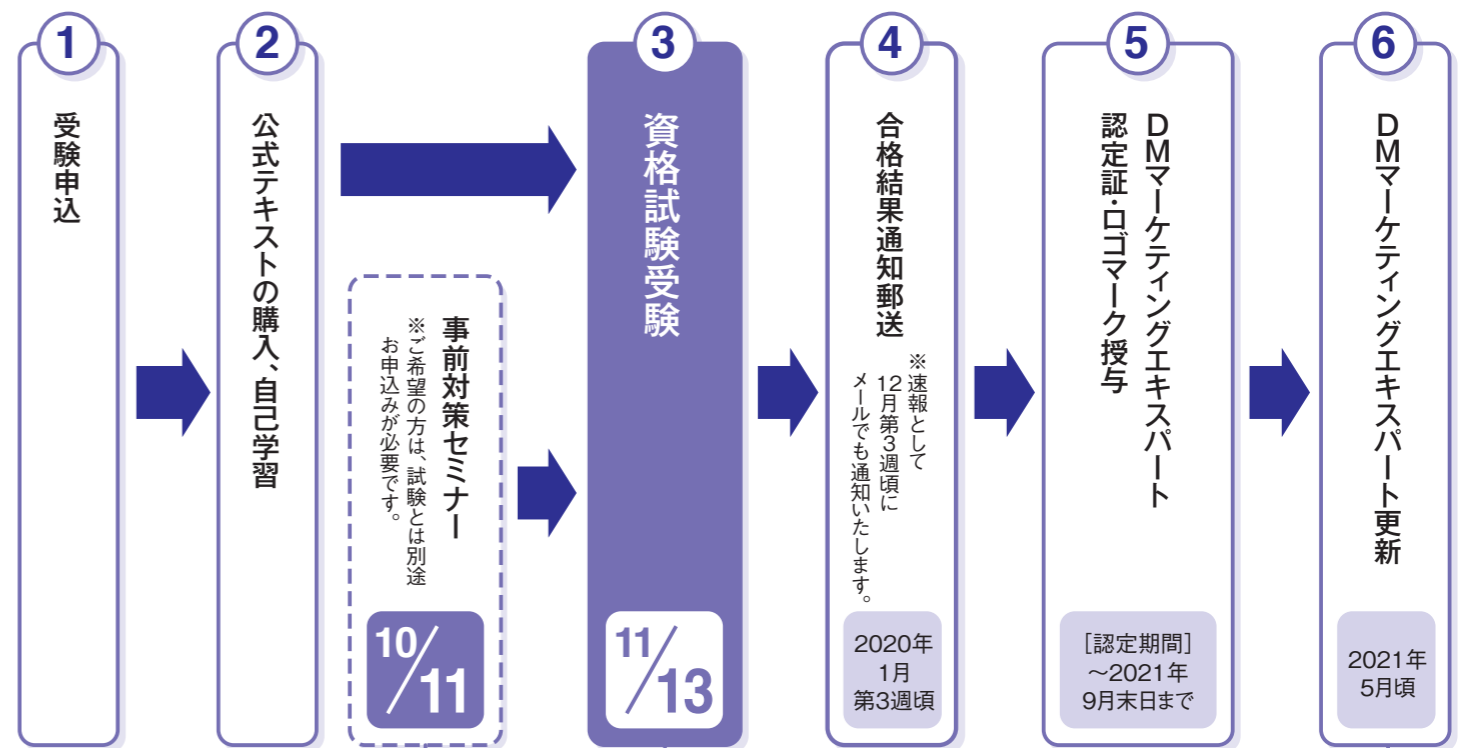 1
受験申込
2
公式テキストの購入、自己学習
事前対策セミナー
※ご希望の方は、試験とは別途
お申込みが必要です。
10/11
3
資格試験受験
11/13
4
合格結果通知郵送
※速報として
12月第3週頃に
メールでも通知いたします。
2020年
1月
第3週頃
5
DMマーケティングエキスパート
認定証・ロゴマーク授与
[認定期間]
～2021年
9月末日まで
6
DMマーケティングエキスパート更新
2021年
5月頃